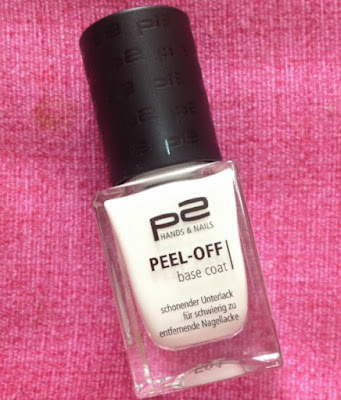 p2
HANDS & NAILS
PEEL-OFF
base coat
schonender Unterlack
für schwierig zu
entfernende Nagellacke